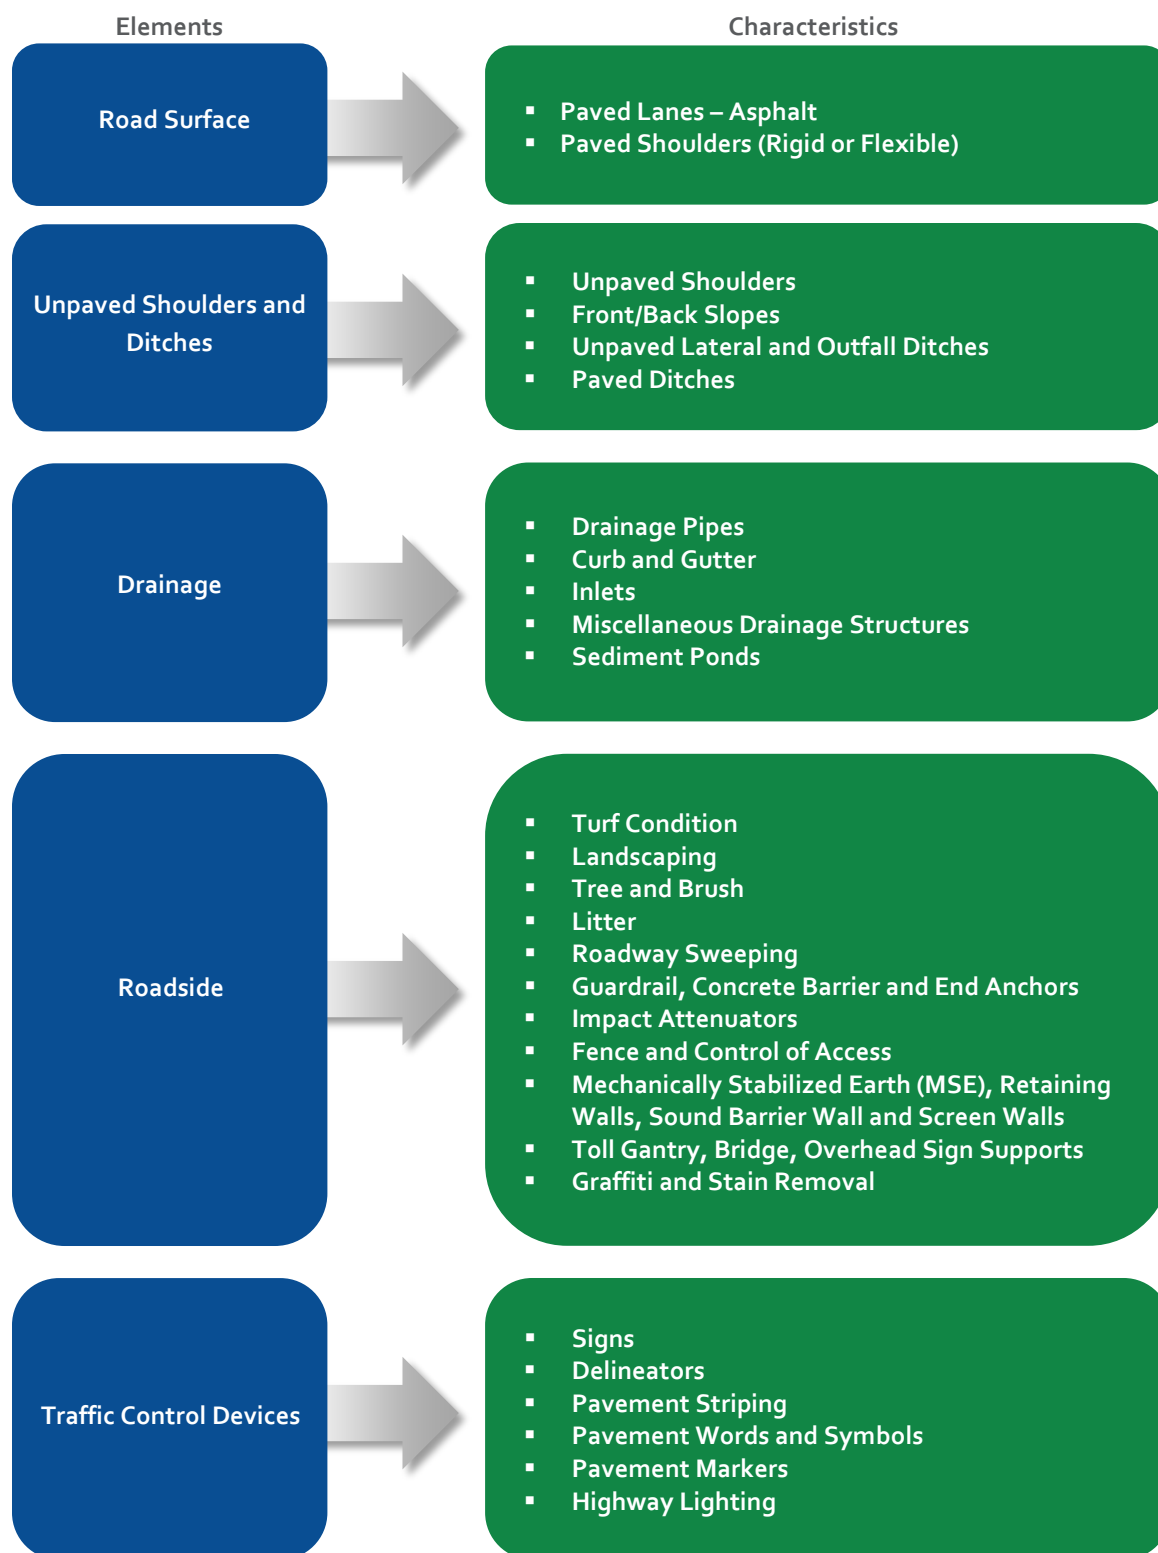 Elements
Characteristics
Road Surface
▪ Paved Lanes – Asphalt
▪ Paved Shoulders (Rigid or Flexible)
Unpaved Shoulders and
Ditches
▪ Unpaved Shoulders
▪ Front/Back Slopes
▪ Unpaved Lateral and Outfall Ditches
▪ Paved Ditches
Drainage
▪ Drainage Pipes
▪ Curb and Gutter
▪ Inlets
▪ Miscellaneous Drainage Structures
▪ Sediment Ponds
Roadside
▪ Turf Condition
▪ Landscaping
▪ Tree and Brush
▪ Litter
▪ Roadway Sweeping
▪ Guardrail, Concrete Barrier and End Anchors
▪ Impact Attenuators
▪ Fence and Control of Access
▪ Mechanically Stabilized Earth (MSE), Retaining
Walls, Sound Barrier Wall and Screen Walls
▪ Toll Gantry, Bridge, Overhead Sign Supports
▪ Graffiti and Stain Removal
Traffic Control Devices
▪ Signs
▪ Delineators
▪ Pavement Striping
▪ Pavement Words and Symbols
▪ Pavement Markers
▪ Highway Lighting